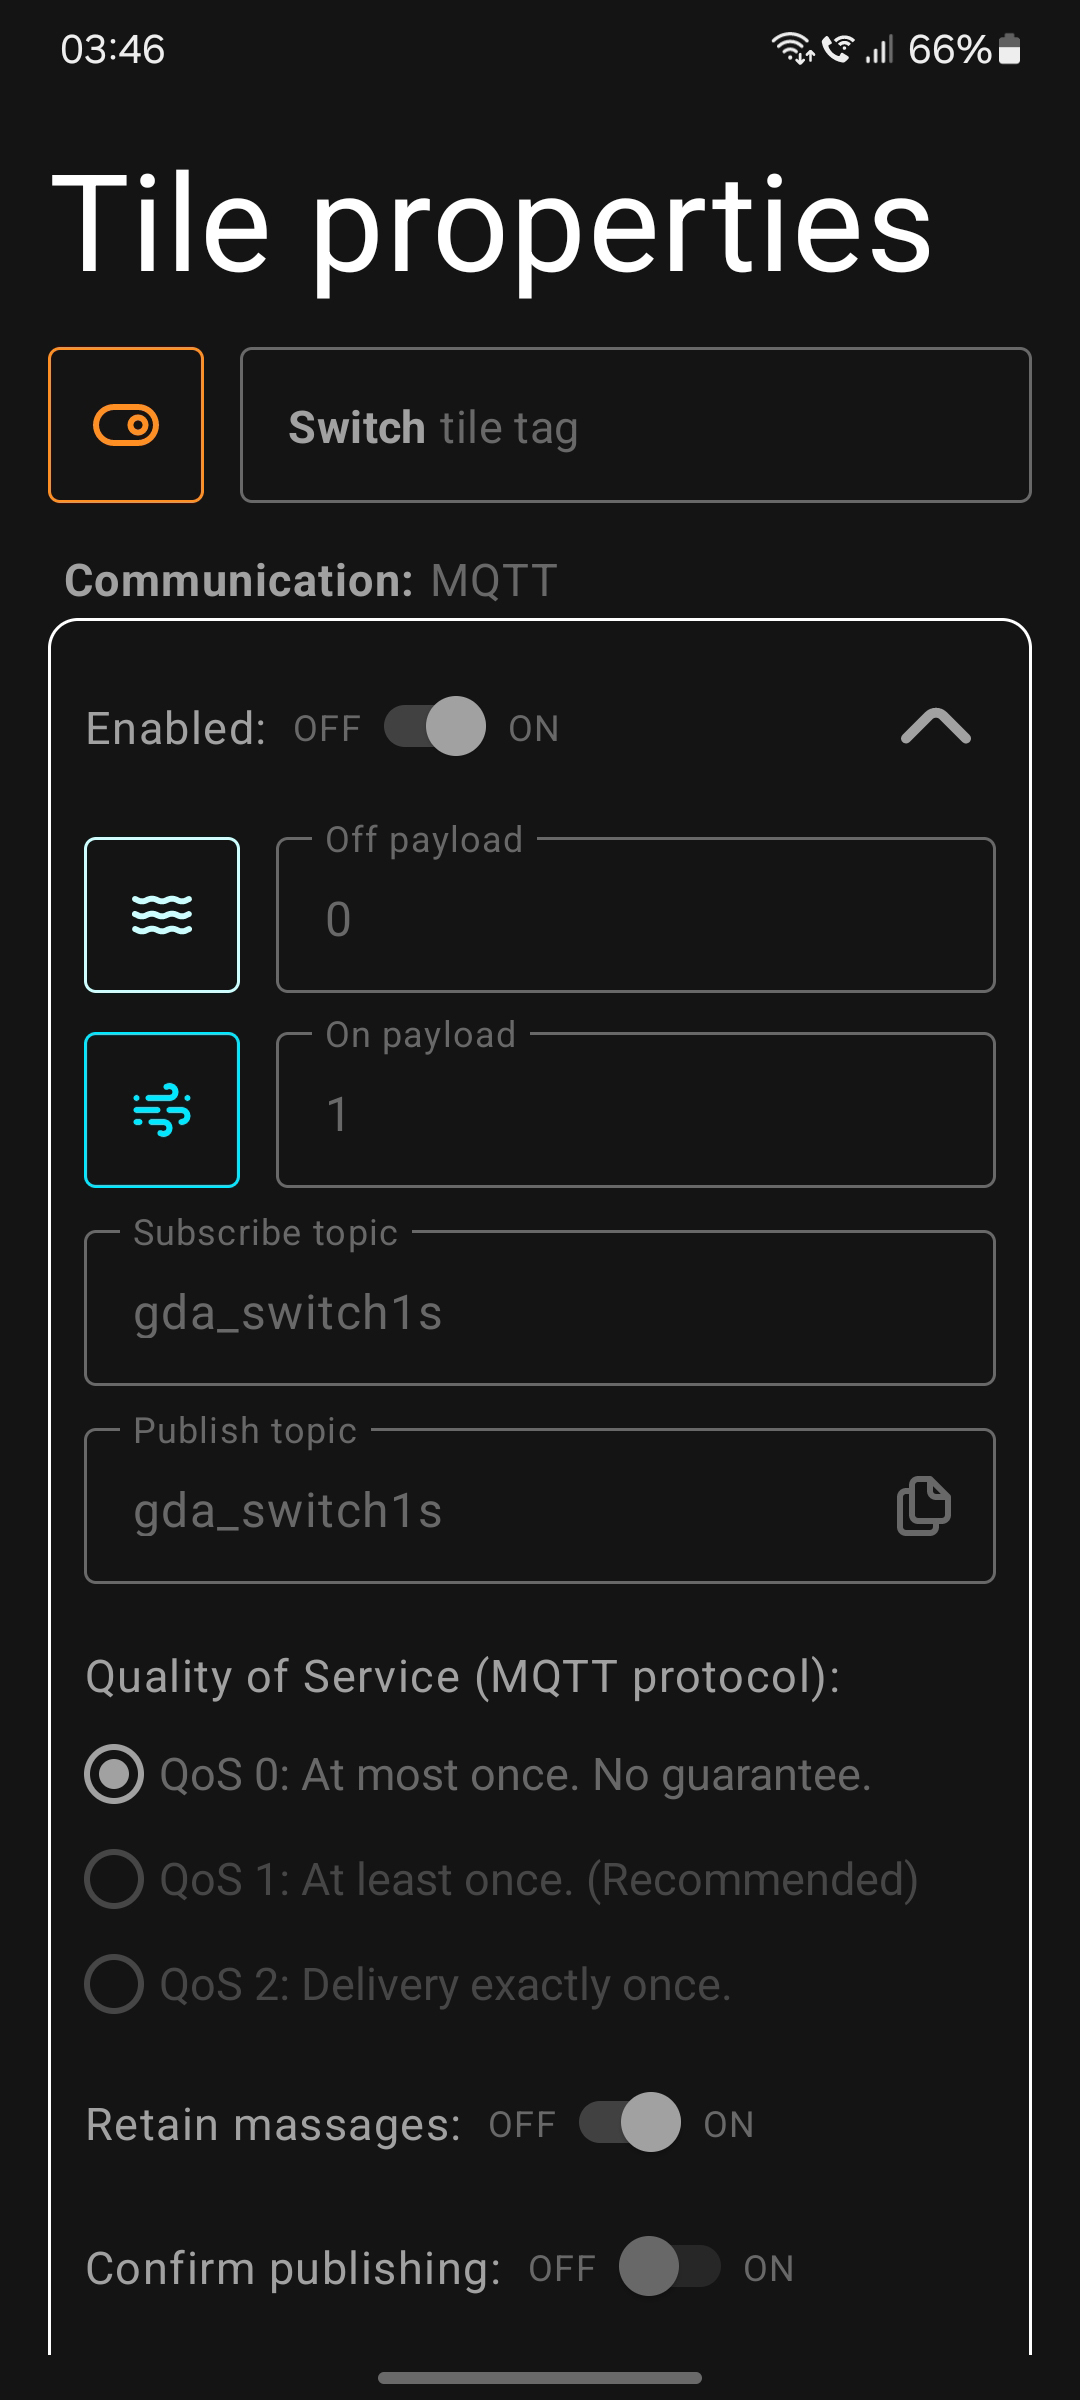 03:46 66%
Tile properties
Switch tile tag
Communication: MQTT
Enabled: OFF ON
Off payload
0
On payload
1
Subscribe topic
gda_switch1s
Publish topic
gda_switch1s
Quality of Service (MQTT protocol):
QoS 0: At most once. No guarantee.
QoS 1: At least once. (Recommended)
QoS 2: Delivery exactly once.
Retain massages: OFF ON
Confirm publishing: OFF ON